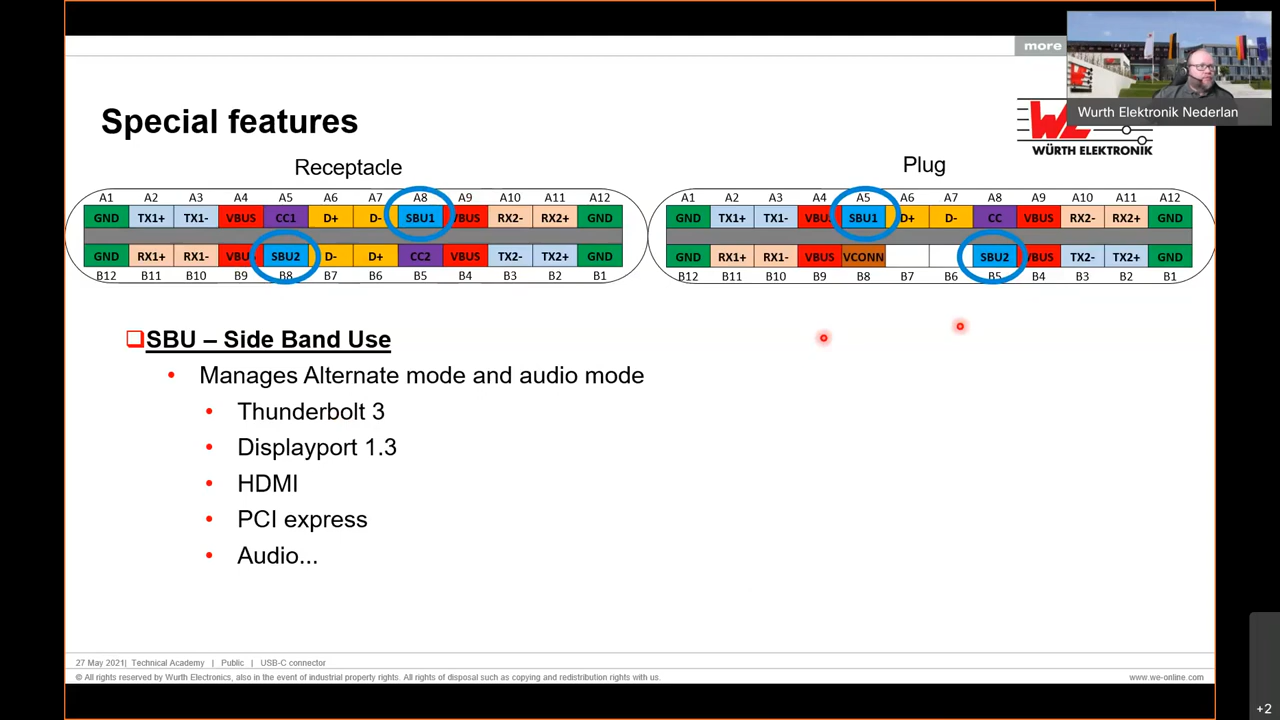 more
Wurth Elektronik Nederlan
Special features
WE
WÜRTH ELEKTRONIK
Receptacle
A1 A2 A3 A4 A5 A6 A7 A8 A9 A10 A11 A12
GND TX1+ TX1- VBUS CC1 D+ D- SBU1 VBUS RX2- RX2+ GND
GND RX1+ RX1- VBU SBU2 D- D+ CC2 VBUS TX2- TX2+ GND
B12 B11 B10 B9 B8 B7 B6 B5 B4 B3 B2 B1
Plug
A1 A2 A3 A4 A5 A6 A7 A8 A9 A10 A11 A12
GND TX1+ TX1- VBUS SBU1 D+ D- CC VBUS RX2- RX2+ GND
GND RX1+ RX1- VBUS VCONN SBU2 VBUS TX2- TX2+ GND
B12 B11 B10 B9 B8 B7 B6 B5 B4 B3 B2 B1
SBU – Side Band Use
• Manages Alternate mode and audio mode
• Thunderbolt 3
• Displayport 1.3
• HDMI
• PCI express
• Audio...
27 May 2021| Technical Academy | Public | USB-C connector
© All rights reserved by Wurth Electronics, also in the event of industrial property rights. All rights of disposal such as copying and redistribution rights with us.
www.we-online.com
+2